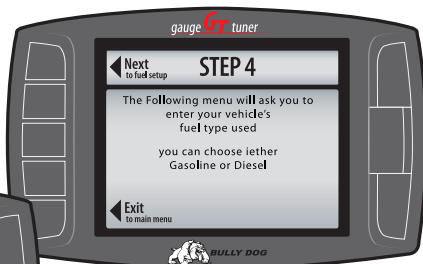 gauge GT tuner
Next
to fuel setup
STEP 4
The Following menu will ask you to
enter your vehicle's
fuel type used
you can choose iether
Gasoline or Diesel
Exit
to main menu
BULLY DOG